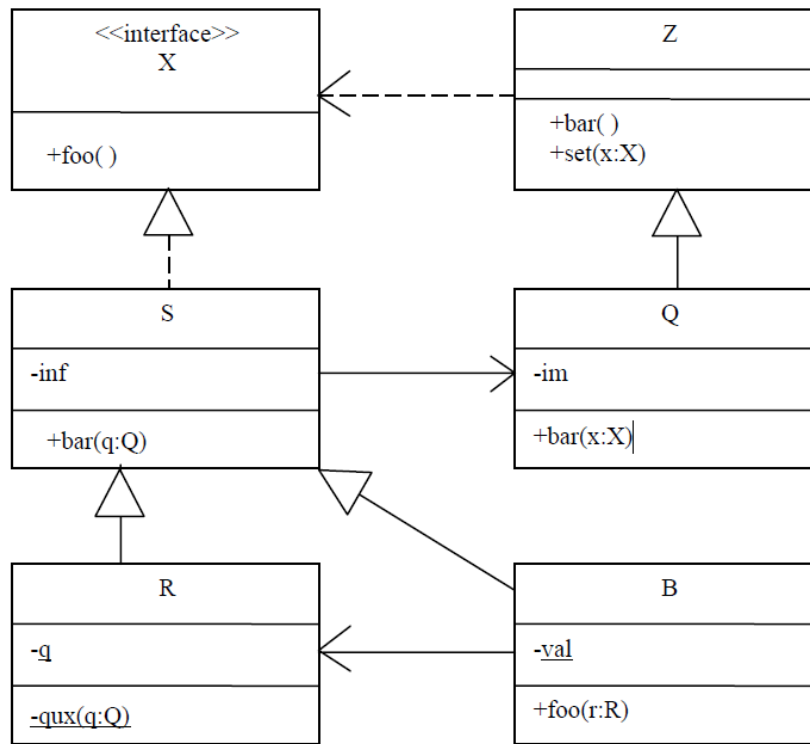 <<interface>>
X
+foo( )
Z
+bar( )
+set(x:X)
S
-inf
+bar(q:Q)
Q
-im
+bar(x:X)
R
-q
-qux(q:Q)
B
-val
+foo(r:R)